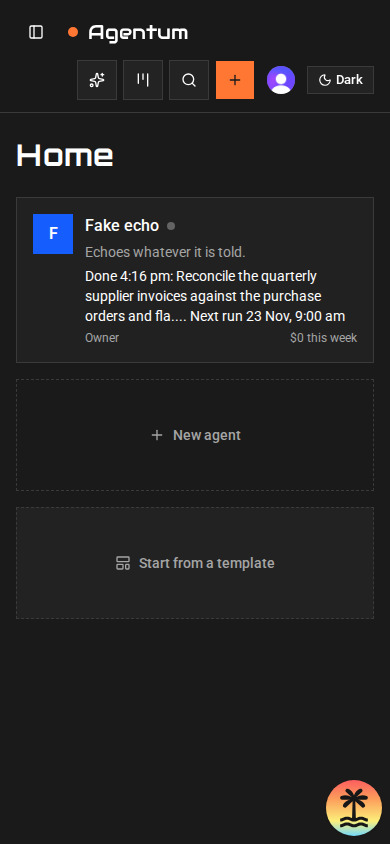 Agentum
Dark
Home
F
Fake echo
Echoes whatever it is told.
Done 4:16 pm: Reconcile the quarterly
supplier invoices against the purchase
orders and fla.... Next run 23 Nov, 9:00 am
Owner
$0 this week
New agent
Start from a template